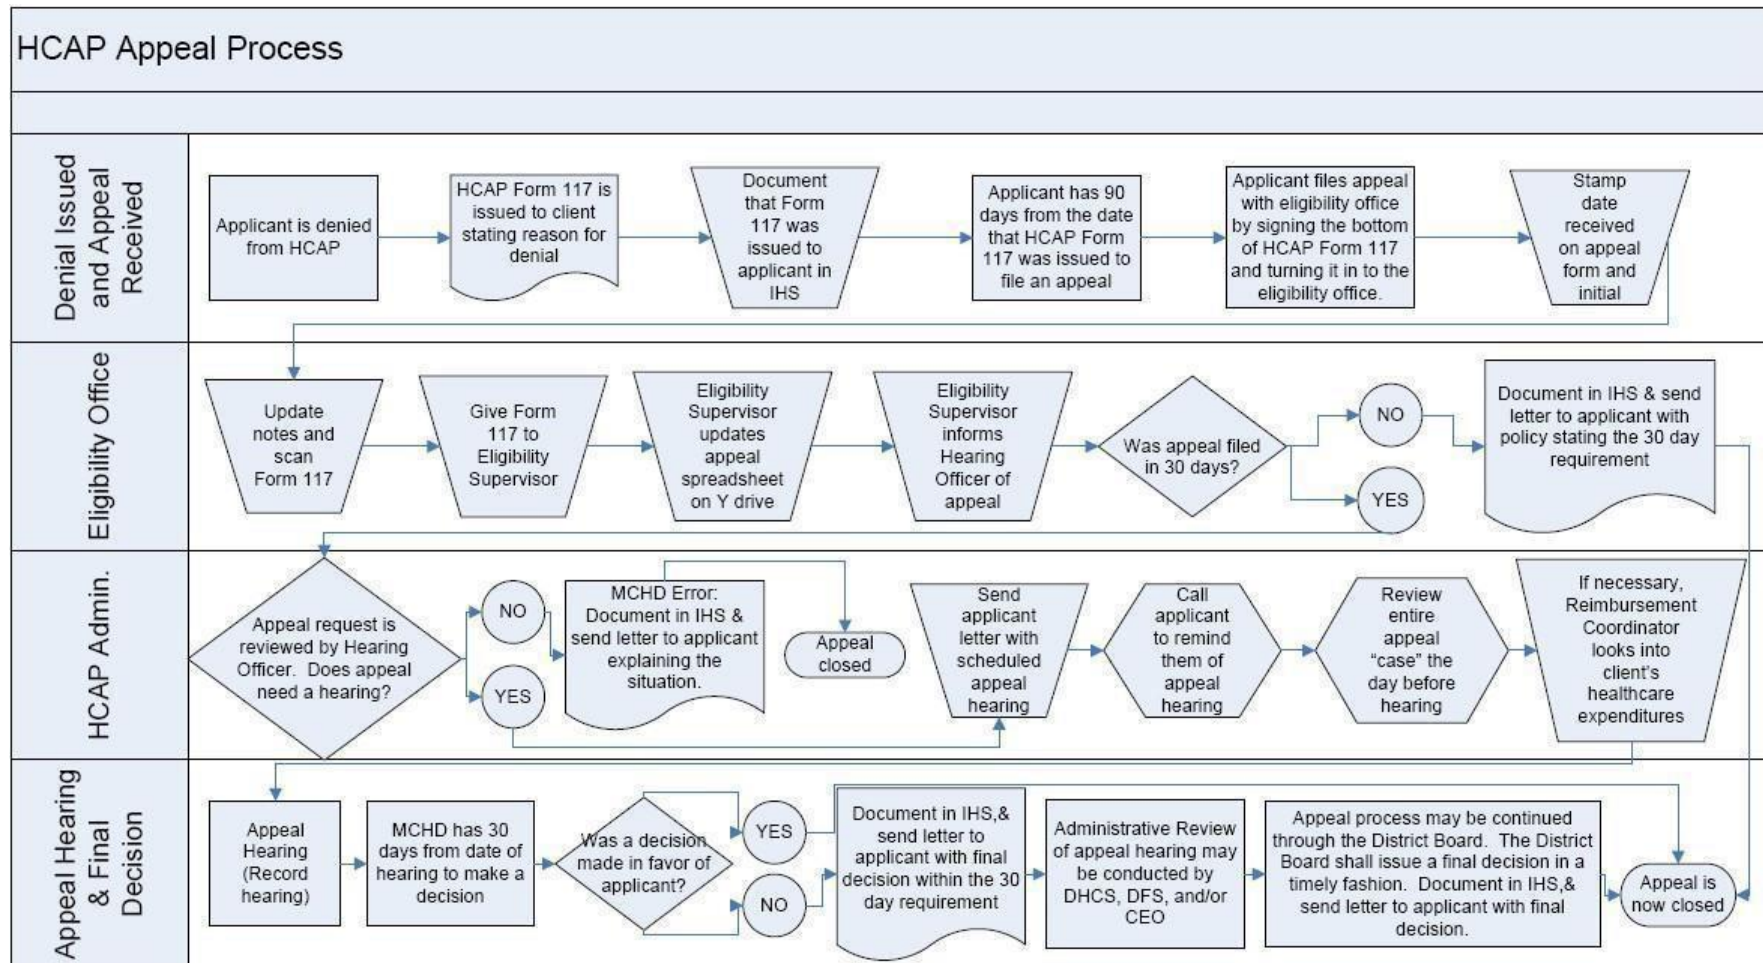 HCAP Appeal Process
Denial Issued
and Appeal
Received
Applicant is denied
from HCAP
HCAP Form 117 is
issued to client
stating reason for
denial
Document
that Form
117 was
issued to
applicant in
IHS
Applicant has 90
days from the date
that HCAP Form
117 was issued to
file an appeal
Applicant files appeal
with eligibility office
by signing the bottom
of HCAP Form 117
and turning it in to the
eligibility office.
Stamp
date
received
on appeal
form and
initial
Eligibility Office
Update
notes and
scan
Form 117
Give Form
117 to
Eligibility
Supervisor
Eligibility
Supervisor
updates
appeal
spreadsheet
on Y drive
Eligibility
Supervisor
informs
Hearing
Officer of
appeal
Was appeal filed
in 30 days?
NO
YES
Document in IHS & send
letter to applicant with
policy stating the 30 day
requirement
HCAP Admin.
Appeal request is
reviewed by Hearing
Officer. Does appeal
need a hearing?
NO
YES
MCHD Error:
Document in IHS &
send letter to applicant
explaining the
situation.
Appeal
closed
Send
applicant
letter with
scheduled
appeal
hearing
Call
applicant
to remind
them of
appeal
hearing
Review
entire
appeal
“case” the
day before
hearing
If necessary,
Reimbursement
Coordinator
looks into
client’s
healthcare
expenditures
Appeal Hearing
& Final
Decision
Appeal
Hearing
(Record
hearing)
MCHD has 30
days from date of
hearing to make a
decision
Was a decision
made in favor of
applicant?
YES
NO
Document in IHS,&
send letter to
applicant with final
decision within the 30
day requirement
Administrative Review
of appeal hearing may
be conducted by
DHCS, DFS, and/or
CEO
Appeal process may be continued
through the District Board. The District
Board shall issue a final decision in a
timely fashion. Document in IHS,&
send letter to applicant with final
decision.
Appeal is
now closed